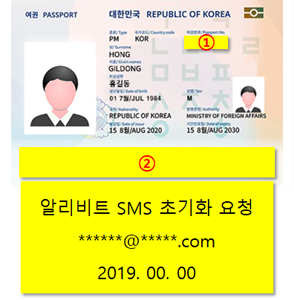 여권 PASSPORT 대한민국 REPUBLIC OF KOREA
종류/Type 국가코드/Country code 여권번호/Passport No.
PM KOR ①
성/Surname
HONG
이름/Given names
GILDONG
한글성명
홍길동
생년월일/Date of birth 성별/Sex
01 7월/JUL 1984 M
국적/Nationality 발행관청/Authority
REPUBLIC OF KOREA MINISTRY OF FOREIGN AFFAIRS
발급일/Date of issue 기간만료일/Date of expiry
15 8월/AUG 2020 15 8월/AUG 2030
②
알리비트 SMS 초기화 요청
******@*****.com
2019. 00. 00